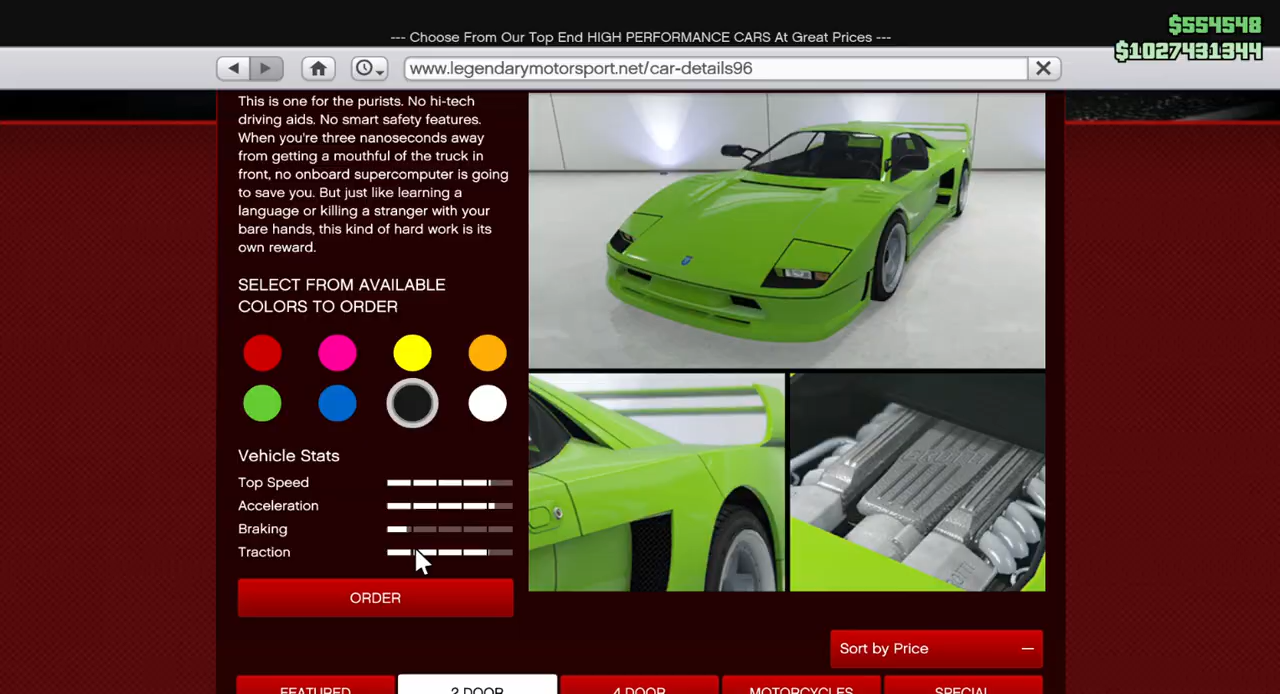 $554548
--- Choose From Our Top End HIGH PERFORMANCE CARS At Great Prices ---
$1027431344
www.legendarymotorsport.net/car-details96
This is one for the purists. No hi-tech
driving aids. No smart safety features.
When you're three nanoseconds away
from getting a mouthful of the truck in
front, no onboard supercomputer is going
to save you. But just like learning a
language or killing a stranger with your
bare hands, this kind of hard work is its
own reward.
SELECT FROM AVAILABLE
COLORS TO ORDER
Vehicle Stats
Top Speed
Acceleration
Braking
Traction
ORDER
Sort by Price
FEATURED
2 DOOR
4 DOOR
MOTORCYCLES
SPECIAL